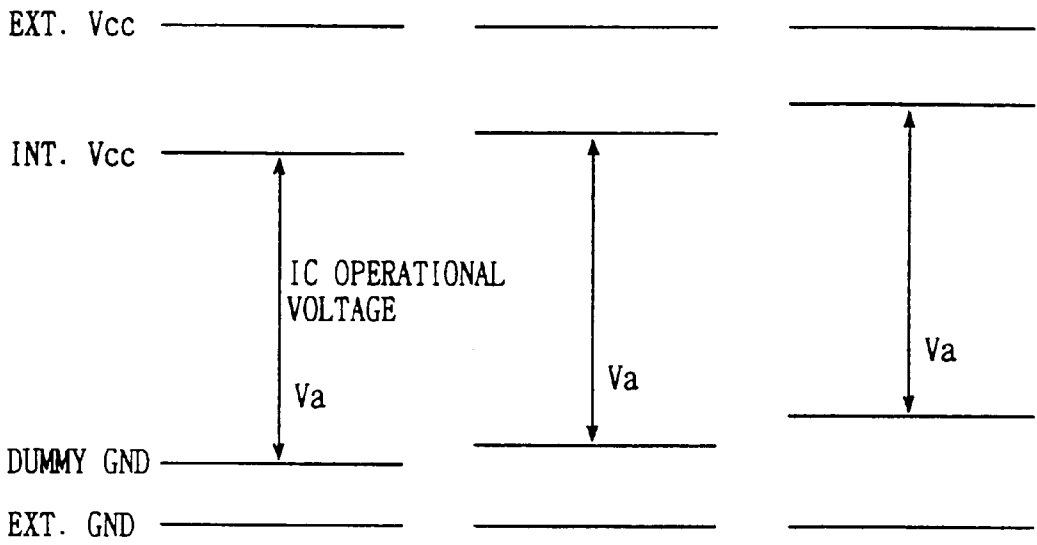 EXT. Vcc
INT. Vcc
IC OPERATIONAL
VOLTAGE
Va
Va
Va
DUMMY GND
EXT. GND